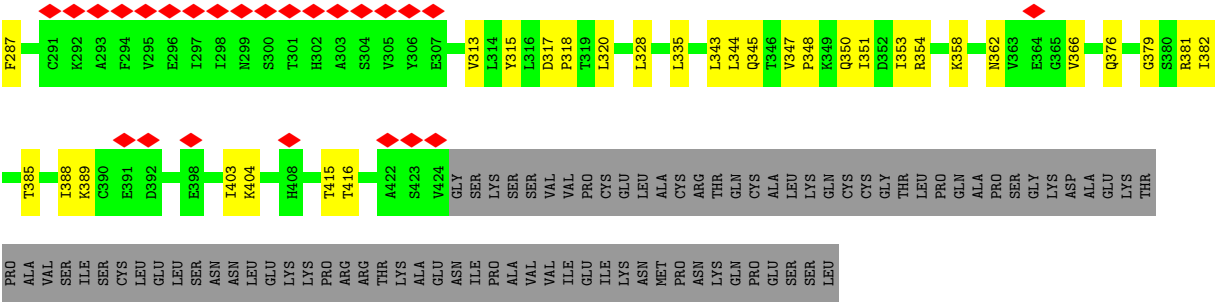 F287 C291 K292 A293 F294 V295 E296 I297 I298 N299 S300 T301 H302 A303 S304 V305 Y306 E307 V313 L314 Y315 L316 D317 P318 T319 L320 L328 L335 L343 L344 Q345 T346 V347 P348 K349 Q350 I351 D352 I353 R354 K358 N362 V363 E364 G365 V366 Q376 G379 S380 R381 I382
T385 I388 K389 C390 E391 D392 E398 I403 K404 H408 T415 T416 A422 S423 V424 GLY SER LYS SER SER VAL VAL PRO CYS GLU LEU ALA CYS ARG THR GLN CYS ALA LEU LYS GLN CYS CYS GLY THR LEU PRO GLN ALA PRO SER GLY LYS ASP ALA GLU LYS THR
PRO ALA VAL SER ILE SER CYS LEU GLU LEU SER ASN ASN LEU GLU LYS LYS PRO ARG ARG THR LYS ALA GLU ASN ILE PRO ALA VAL VAL ILE GLU ILE LYS ASN MET PRO ASN LYS GLN PRO GLU SER SER LEU